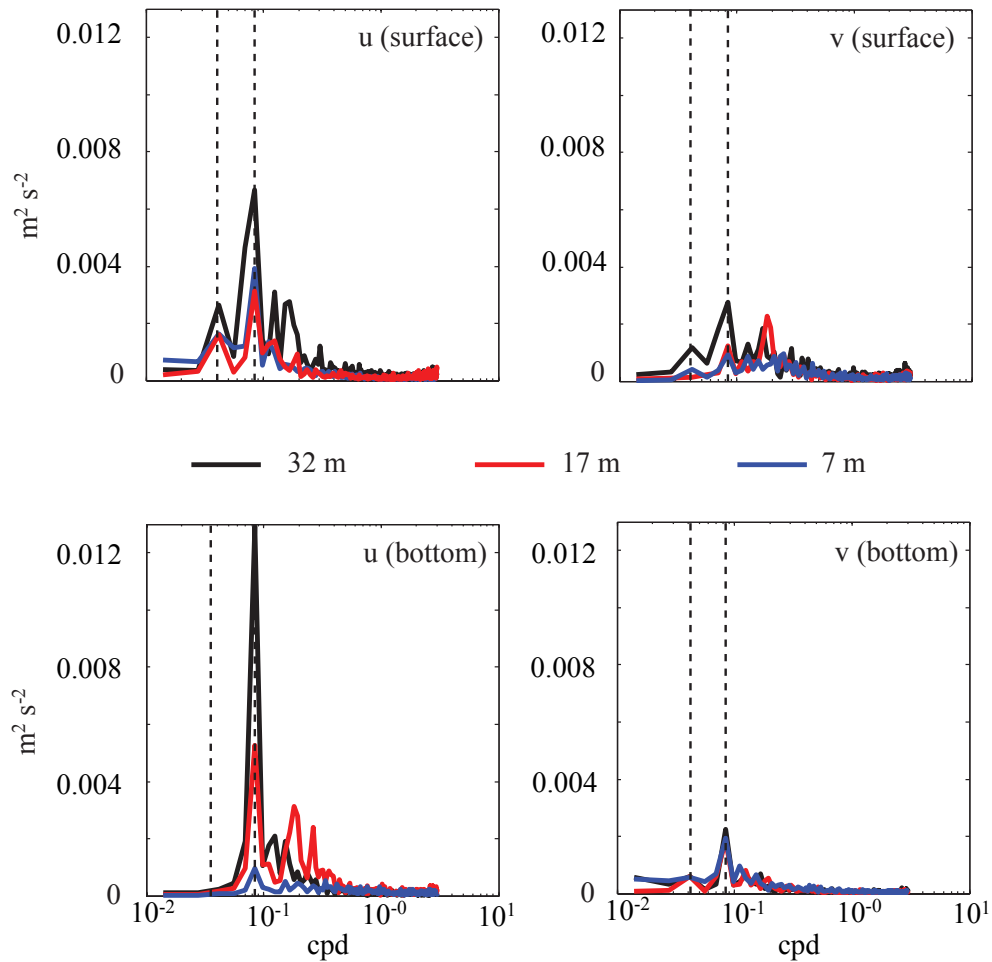 u (surface)
0.012
0.008
0.004
0
m² s⁻²
v (surface)
0.012
0.008
0.004
0
32 m
17 m
7 m
u (bottom)
0.012
0.008
0.004
0
m² s⁻²
10⁻² 10⁻¹ 10⁻⁰ 10¹
cpd
v (bottom)
0.012
0.008
0.004
0
10⁻² 10⁻¹ 10⁻⁰ 10¹
cpd